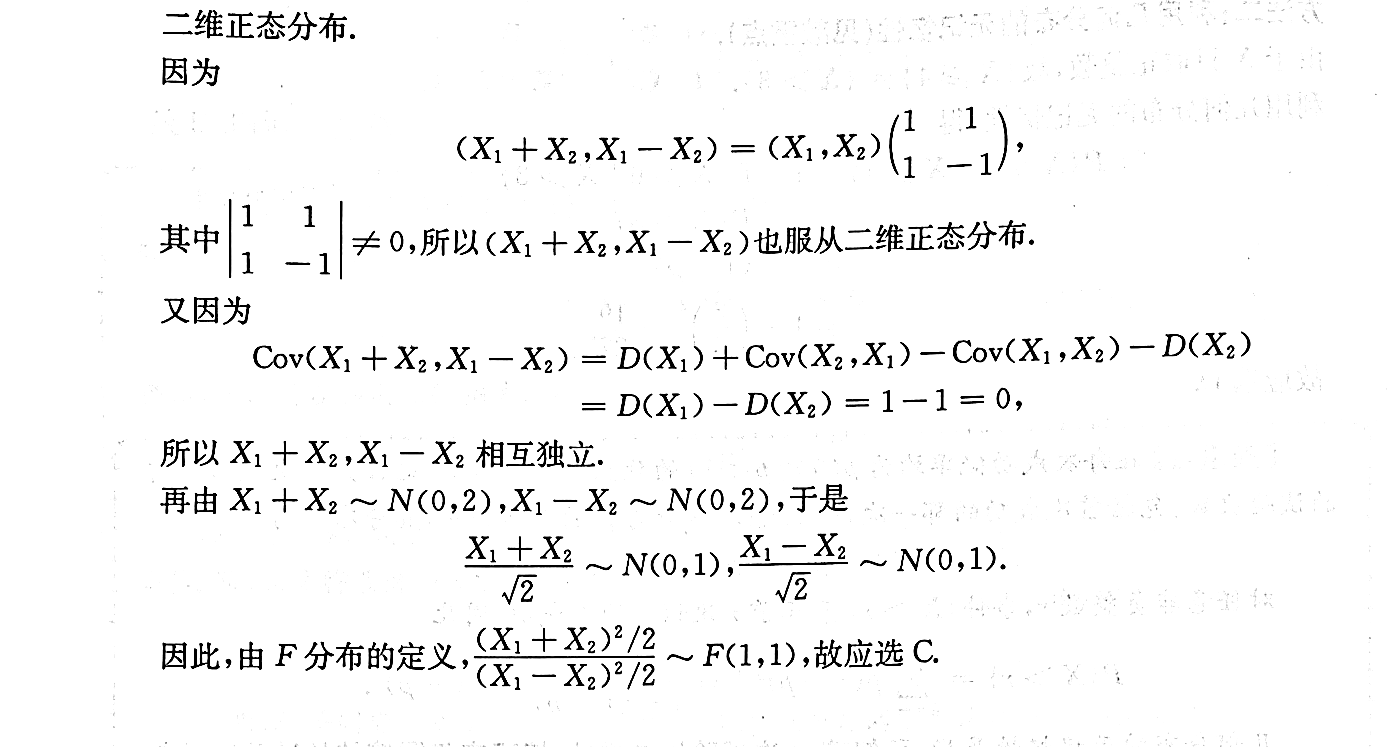 二维正态分布.
因为
(X₁+X₂,X₁-X₂)=(X₁,X₂)(1 1
1 -1),
其中|1 1
1 -1|≠0,所以(X₁+X₂,X₁-X₂)也服从二维正态分布.
又因为
Cov(X₁+X₂,X₁-X₂)=D(X₁)+Cov(X₂,X₁)-Cov(X₁,X₂)-D(X₂)
=D(X₁)-D(X₂)=1-1=0,
所以 X₁+X₂,X₁-X₂ 相互独立.
再由 X₁+X₂~N(0,2),X₁-X₂~N(0,2),于是
(X₁+X₂)/√2~N(0,1),(X₁-X₂)/√2~N(0,1).
因此,由 F 分布的定义,(X₁+X₂)²/2 / (X₁-X₂)²/2~F(1,1),故应选 C.